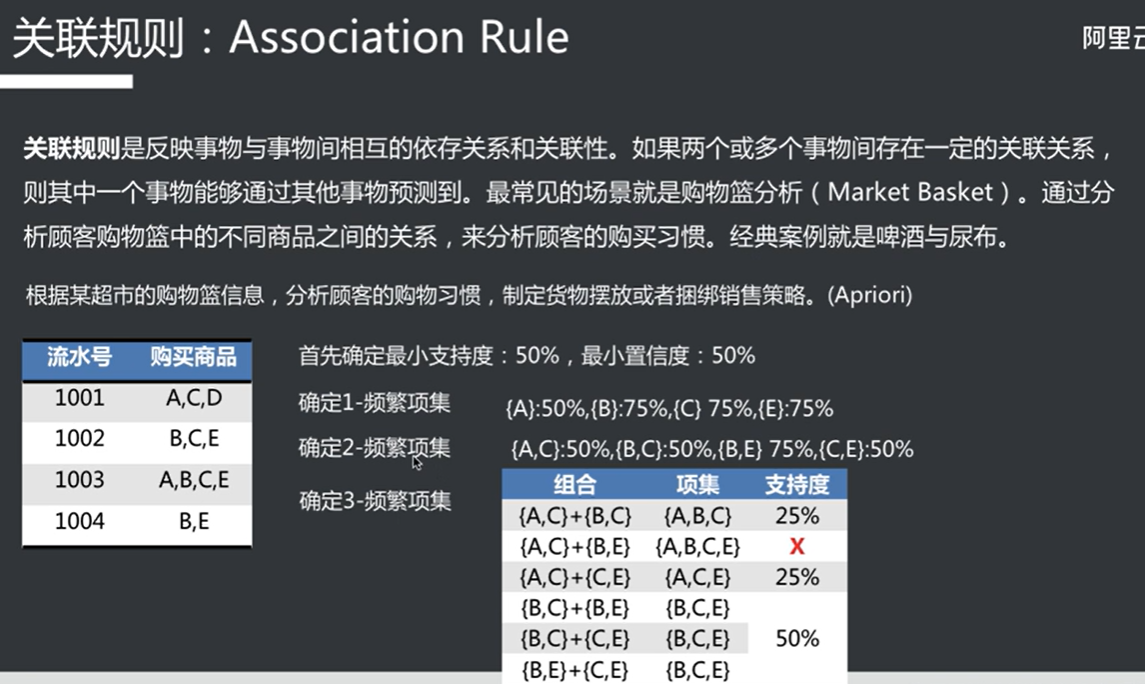 关联规则：Association Rule
阿里云
关联规则是反映事物与事物间相互的依存关系和关联性。如果两个或多个事物间存在一定的关联关系，
则其中一个事物能够通过其他事物预测到。最常见的场景就是购物篮分析（Market Basket）。通过分
析顾客购物篮中的不同商品之间的关系，来分析顾客的购买习惯。经典案例就是啤酒与尿布。
根据某超市的购物篮信息，分析顾客的购物习惯，制定货物摆放或者捆绑销售策略。(Apriori)
流水号 购买商品
1001 A,C,D
1002 B,C,E
1003 A,B,C,E
1004 B,E
首先确定最小支持度：50%，最小置信度：50%
确定1-频繁项集 {A}:50%,{B}:75%,{C} 75%,{E}:75%
确定2-频繁项集 {A,C}:50%,{B,C}:50%,{B,E} 75%,{C,E}:50%
确定3-频繁项集
组合 项集 支持度
{A,C}+{B,C} {A,B,C} 25%
{A,C}+{B,E} {A,B,C,E} X
{A,C}+{C,E} {A,C,E} 25%
{B,C}+{B,E} {B,C,E}
{B,C}+{C,E} {B,C,E} 50%
{B,E}+{C,E} {B,C,E}